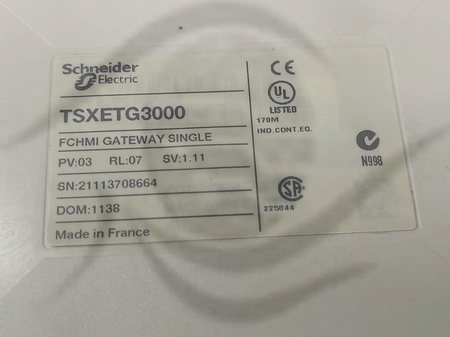 Schneider
Electric
TSXETG3000
FCHMI GATEWAY SINGLE
PV:03 RL:07 SV:1.11
SN:21113708664
DOM:1138
Made in France
CE
UL
LISTED
170M
IND.CONT.EQ.
N998
SA
225844